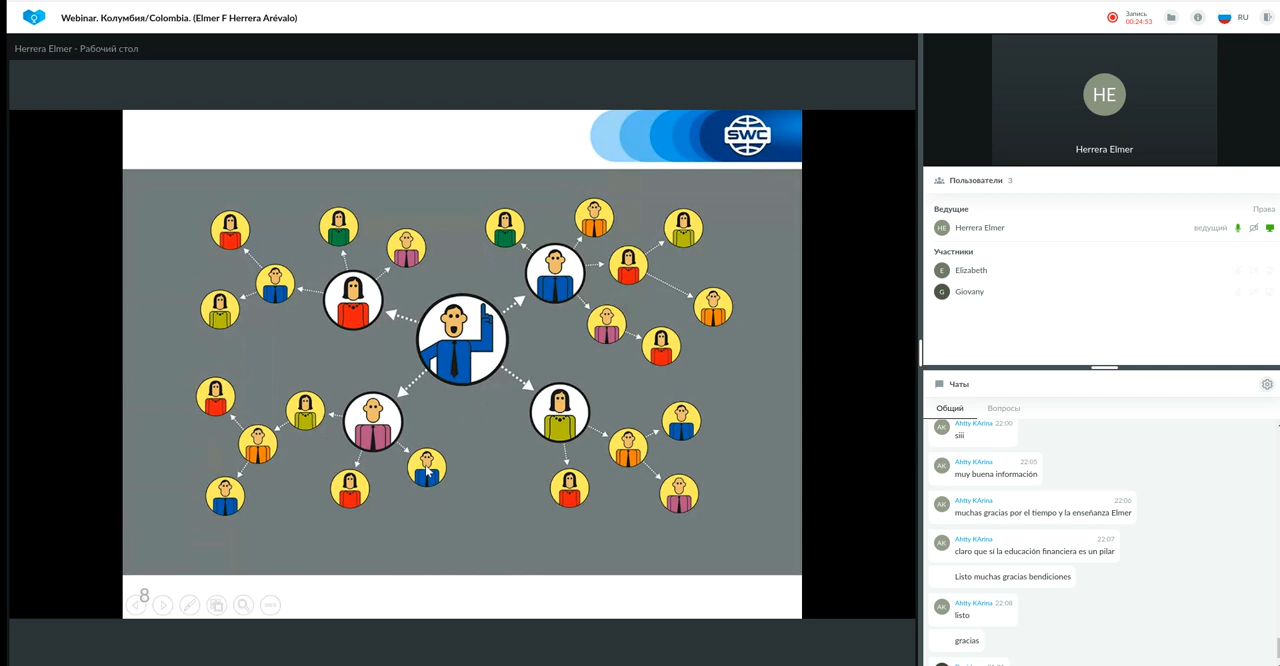 Webinar. Колумбия/Colombia. (Elmer F Herrera Arévalo)
Запись
00:24:53
RU
Herrera Elmer - Рабочий стол
SWC
8
HE
Herrera Elmer
Пользователи 3
Ведущие Права
HE Herrera Elmer ведущий
Участники
E Elizabeth
G Giovany
Чаты
Общий Вопросы
AK Ahtty KArina 22:00
siii
AK Ahtty KArina 22:05
muy buena información
AK Ahtty KArina 22:06
muchas gracias por el tiempo y la enseñanza Elmer
AK Ahtty KArina 22:07
claro que sí la educación financiera es un pilar
Listo muchas gracias bendiciones
AK Ahtty KArina 22:08
listo
gracias